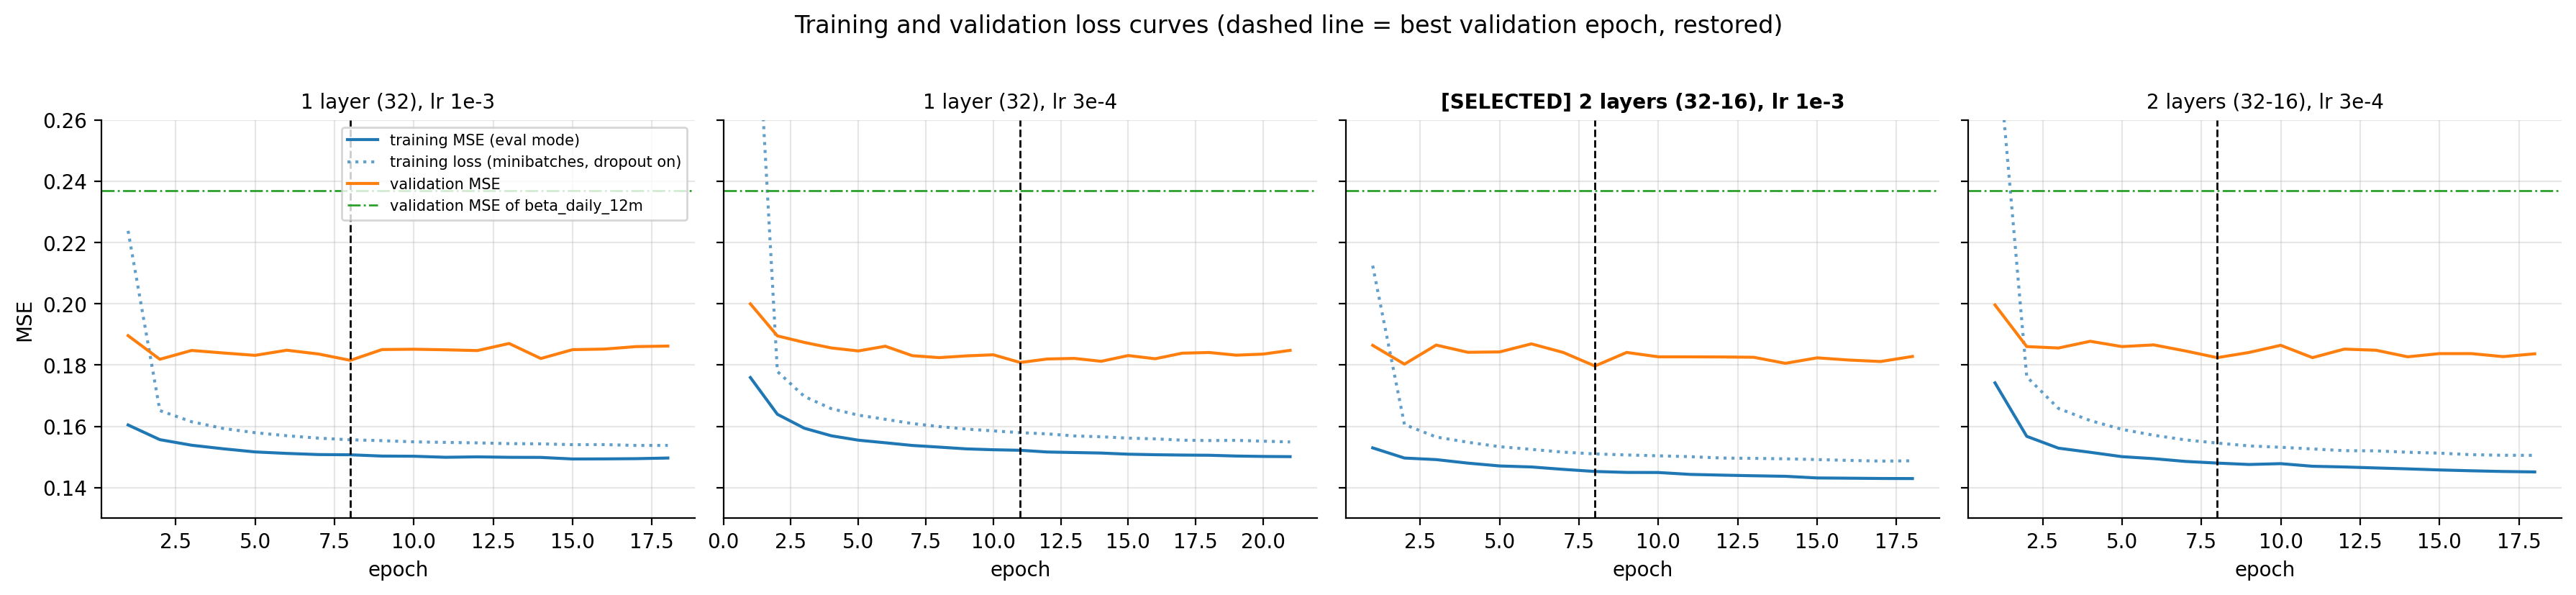 Training and validation loss curves (dashed line = best validation epoch, restored)
1 layer (32), lr 1e-3
1 layer (32), lr 3e-4
[SELECTED] 2 layers (32-16), lr 1e-3
2 layers (32-16), lr 3e-4
training MSE (eval mode)
training loss (minibatches, dropout on)
validation MSE
validation MSE of beta_daily_12m
MSE
0.26
0.24
0.22
0.20
0.18
0.16
0.14
2.5 5.0 7.5 10.0 12.5 15.0 17.5
epoch
0.0 2.5 5.0 7.5 10.0 12.5 15.0 17.5 20.0
epoch
2.5 5.0 7.5 10.0 12.5 15.0 17.5
epoch
2.5 5.0 7.5 10.0 12.5 15.0 17.5
epoch